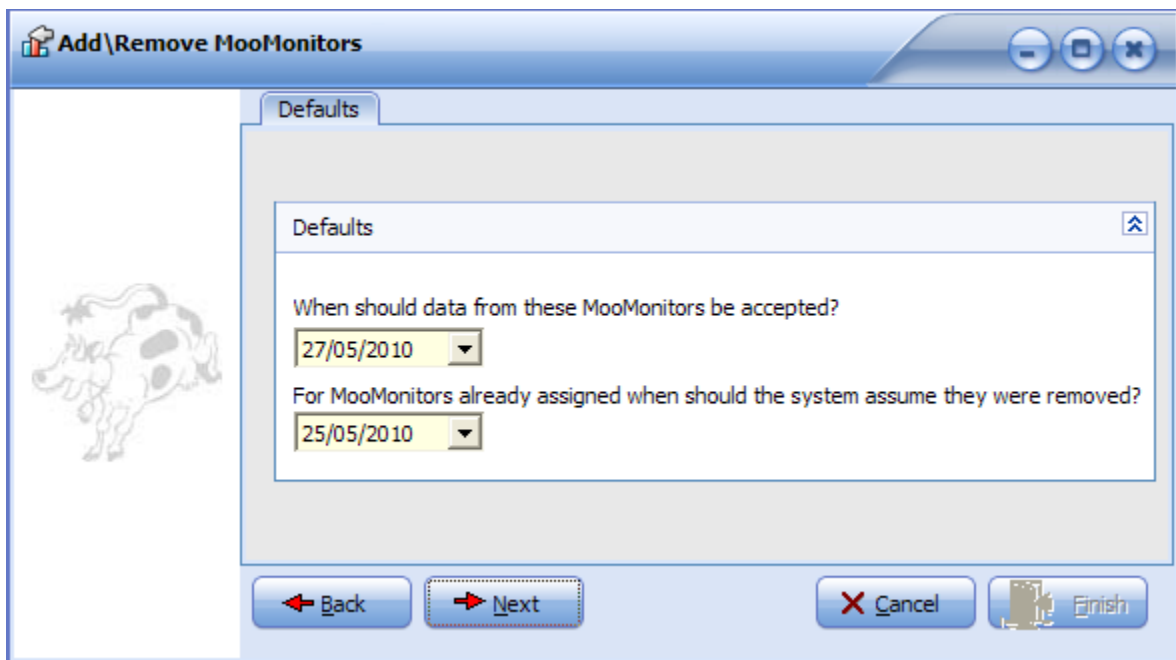 Add\Remove MooMonitors
Defaults
Defaults
When should data from these MooMonitors be accepted?
27/05/2010
For MooMonitors already assigned when should the system assume they were removed?
25/05/2010
Back Next Cancel Finish